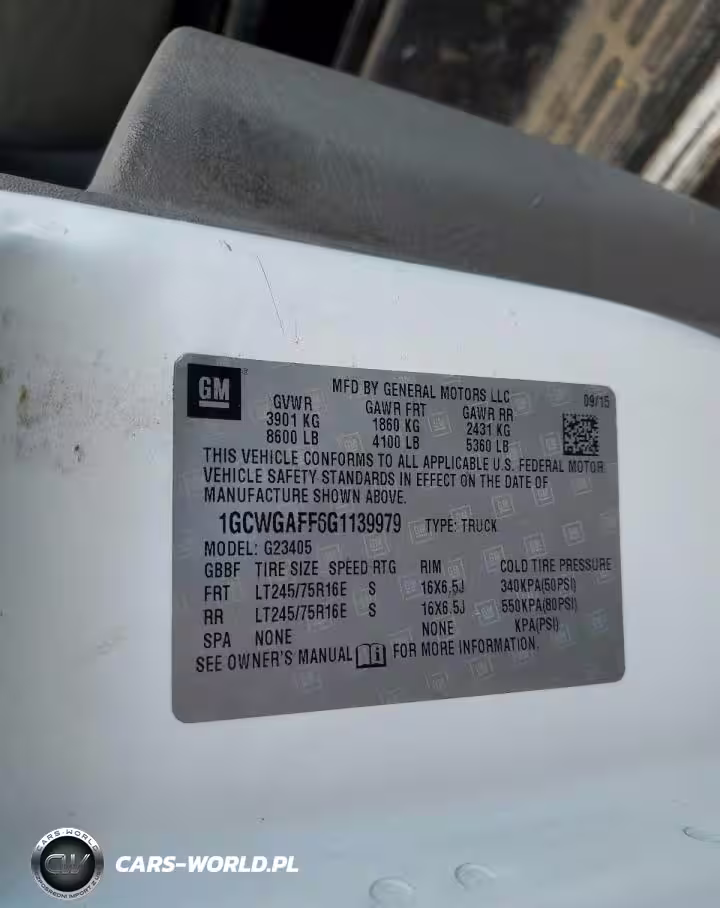 GM
MFD BY GENERAL MOTORS LLC
09/15
GVWR GAWR FRT GAWR RR
3901 KG 1860 KG 2431 KG
8600 LB 4100 LB 5360 LB
THIS VEHICLE CONFORMS TO ALL APPLICABLE U.S. FEDERAL MOTOR
VEHICLE SAFETY STANDARDS IN EFFECT ON THE DATE OF
MANUFACTURE SHOWN ABOVE.
1GCWGAFF6G1139979 TYPE: TRUCK
MODEL: G23405
GBBF TIRE SIZE SPEED RTG RIM COLD TIRE PRESSURE
FRT LT245/75R16E S 16X6.5J 340KPA(50PSI)
RR LT245/75R16E S 16X6.5J 550KPA(80PSI)
SPA NONE NONE KPA(PSI)
SEE OWNER'S MANUAL FOR MORE INFORMATION.
CARS-WORLD
CW
CARS-WORLD.PL